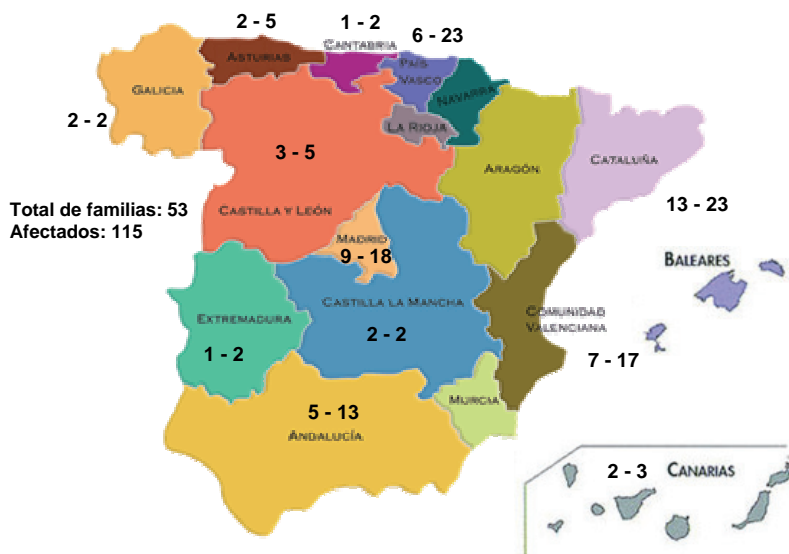 2 - 5
1 - 2
6 - 23
CANTABRIA
ASTURIAS
PAÍS
VASCO
GALICIA
NAVARRA
2 - 2
LA RIOJA
3 - 5
ARAGÓN
CATALUÑA
13 - 23
Total de familias: 53
Afectados: 115
CASTILLA Y LEÓN
MADRID
9 - 18
BALEARES
CASTILLA LA MANCHA
2 - 2
EXTREMADURA
1 - 2
COMUNIDAD
VALENCIANA
7 - 17
MURCIA
5 - 13
ANDALUCÍA
2 - 3
CANARIAS